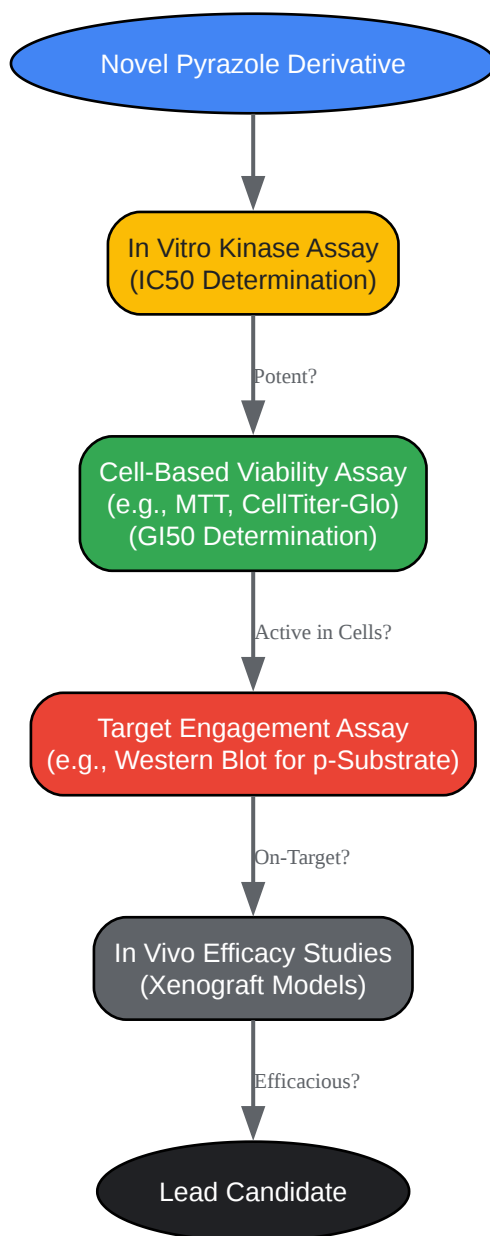 Novel Pyrazole Derivative
In Vitro Kinase Assay
(IC50 Determination)
Potent?
Cell-Based Viability Assay
(e.g., MTT, CellTiter-Glo)
(GI50 Determination)
Active in Cells?
Target Engagement Assay
(e.g., Western Blot for p-Substrate)
On-Target?
In Vivo Efficacy Studies
(Xenograft Models)
Efficacious?
Lead Candidate